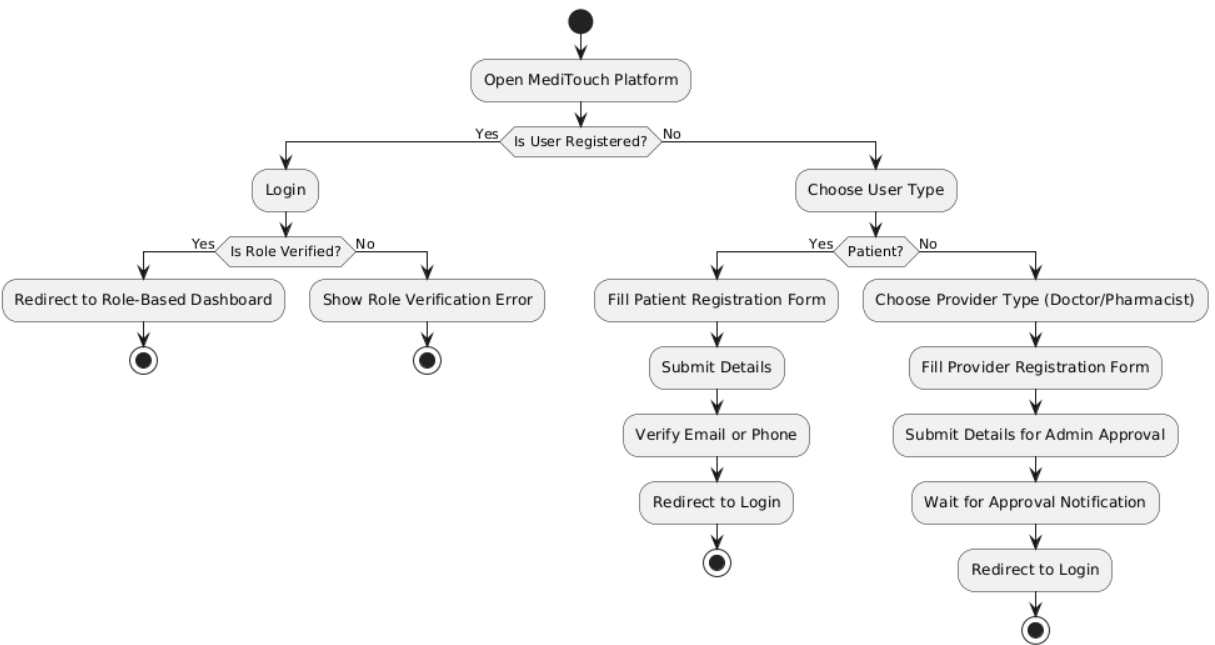 Open MediTouch Platform
Yes
Is User Registered?
No
Login
Choose User Type
Yes
Is Role Verified?
No
Yes
Patient?
No
Redirect to Role-Based Dashboard
Show Role Verification Error
Fill Patient Registration Form
Choose Provider Type (Doctor/Pharmacist)
Submit Details
Fill Provider Registration Form
Verify Email or Phone
Submit Details for Admin Approval
Redirect to Login
Wait for Approval Notification
Redirect to Login